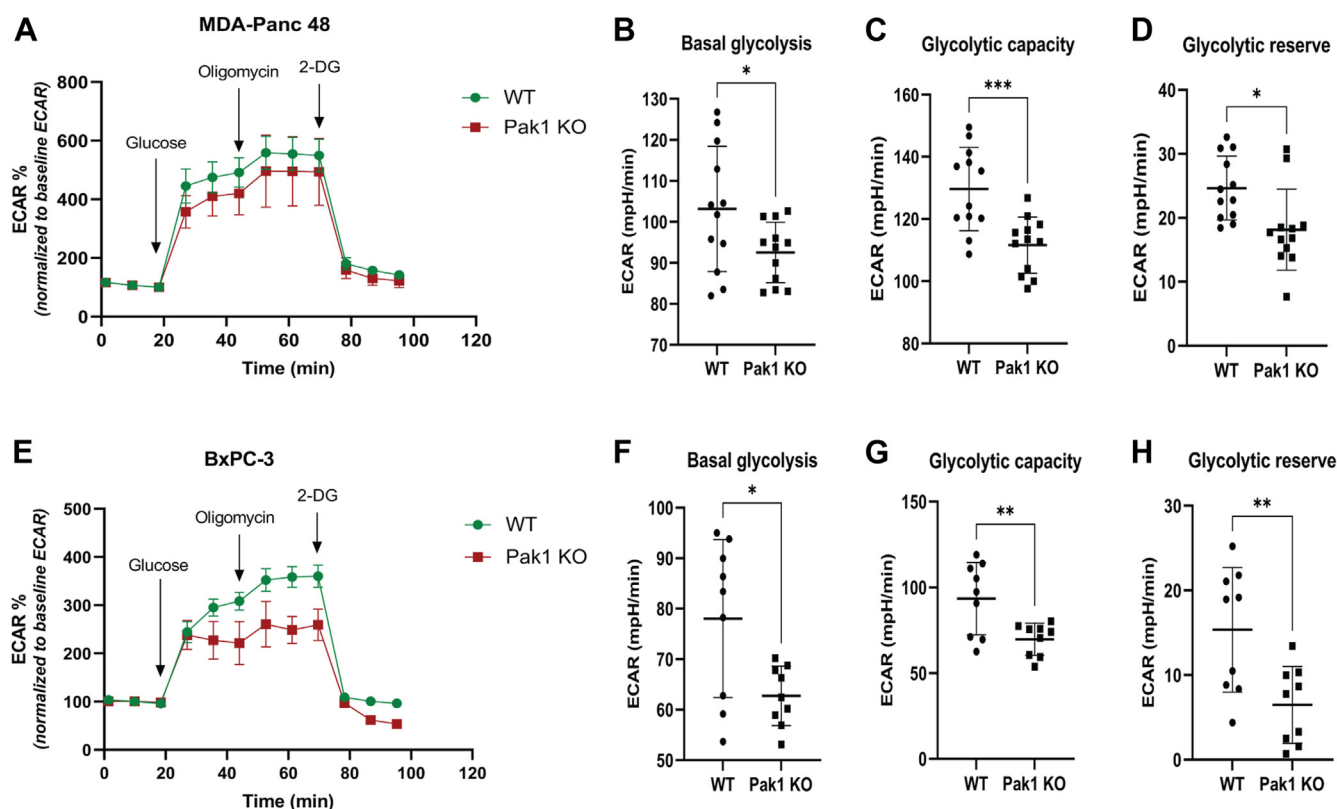 A
MDA-Panc 48
ECAR %
(normalized to baseline ECAR)
800
600
400
200
0
0 20 40 60 80 100 120
Time (min)
Glucose
Oligomycin
2-DG
WT
Pak1 KO
B
Basal glycolysis
*
ECAR (mpH/min)
130
120
110
100
90
80
70
WT Pak1 KO
C
Glycolytic capacity
***
ECAR (mpH/min)
160
140
120
100
80
WT Pak1 KO
D
Glycolytic reserve
*
ECAR (mpH/min)
40
30
20
10
0
WT Pak1 KO
E
BxPC-3
ECAR %
(normalized to baseline ECAR)
500
400
300
200
100
0
0 20 40 60 80 100 120
Time (min)
Glucose
Oligomycin
2-DG
WT
Pak1 KO
F
Basal glycolysis
*
ECAR (mpH/min)
100
90
80
70
60
50
WT Pak1 KO
G
Glycolytic capacity
**
ECAR (mpH/min)
150
100
50
0
WT Pak1 KO
H
Glycolytic reserve
**
ECAR (mpH/min)
30
20
10
0
WT Pak1 KO